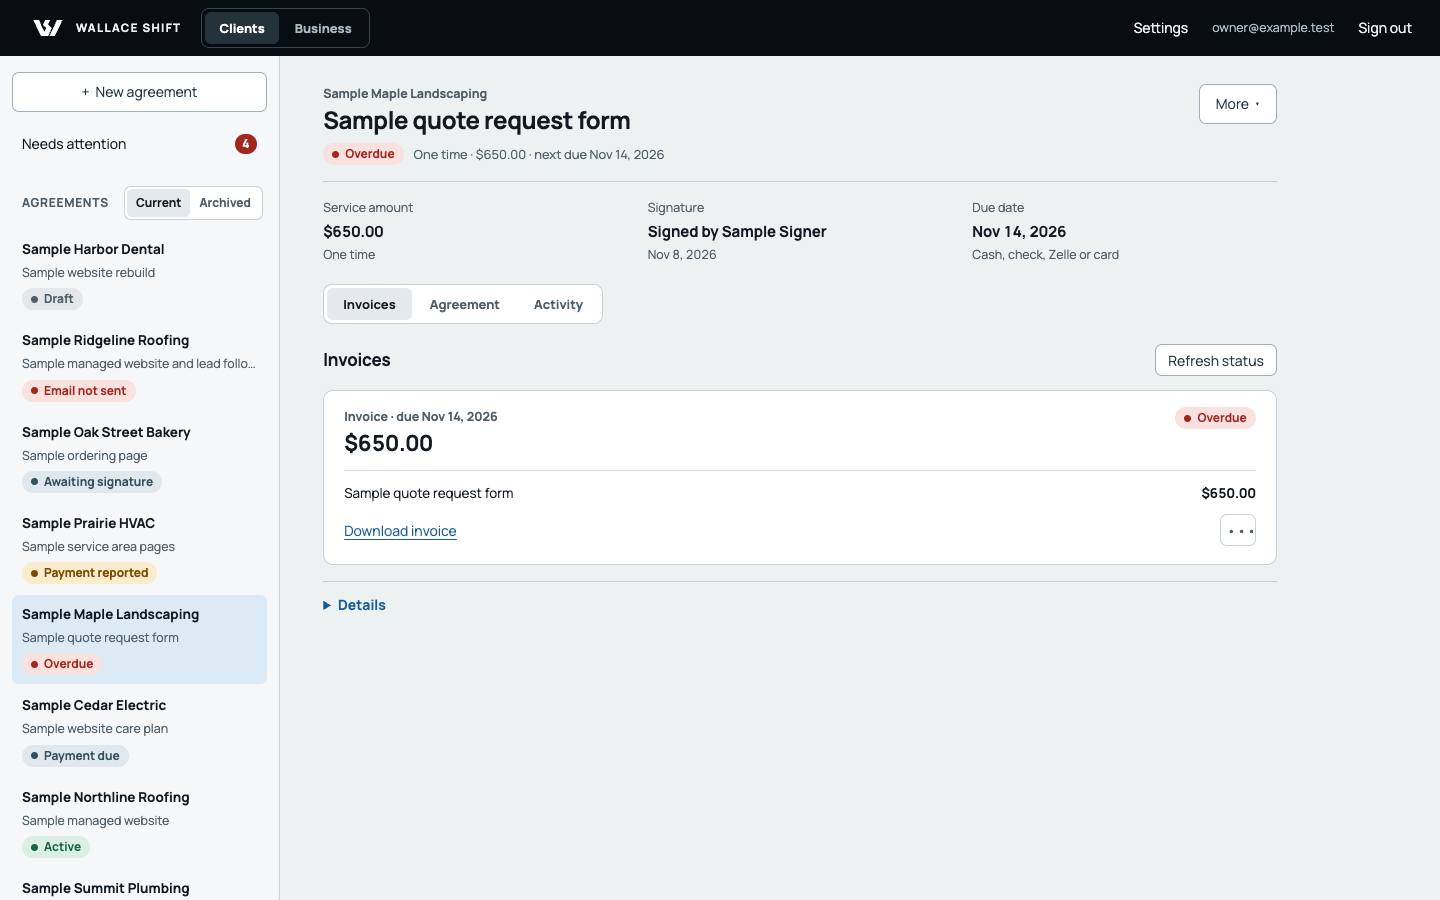 WALLACE SHIFT
Clients
Business
Settings
owner@example.test
Sign out
+ New agreement
Needs attention
4
AGREEMENTS
Current
Archived
Sample Harbor Dental
Sample website rebuild
Draft
Sample Ridgeline Roofing
Sample managed website and lead follo...
Email not sent
Sample Oak Street Bakery
Sample ordering page
Awaiting signature
Sample Prairie HVAC
Sample service area pages
Payment reported
Sample Maple Landscaping
Sample quote request form
Overdue
Sample Cedar Electric
Sample website care plan
Payment due
Sample Northline Roofing
Sample managed website
Active
Sample Summit Plumbing
Sample Maple Landscaping
Sample quote request form
More
Overdue
One time · $650.00 · next due Nov 14, 2026
Service amount
$650.00
One time
Signature
Signed by Sample Signer
Nov 8, 2026
Due date
Nov 14, 2026
Cash, check, Zelle or card
Invoices
Agreement
Activity
Invoices
Refresh status
Invoice · due Nov 14, 2026
Overdue
$650.00
Sample quote request form
$650.00
Download invoice
Details